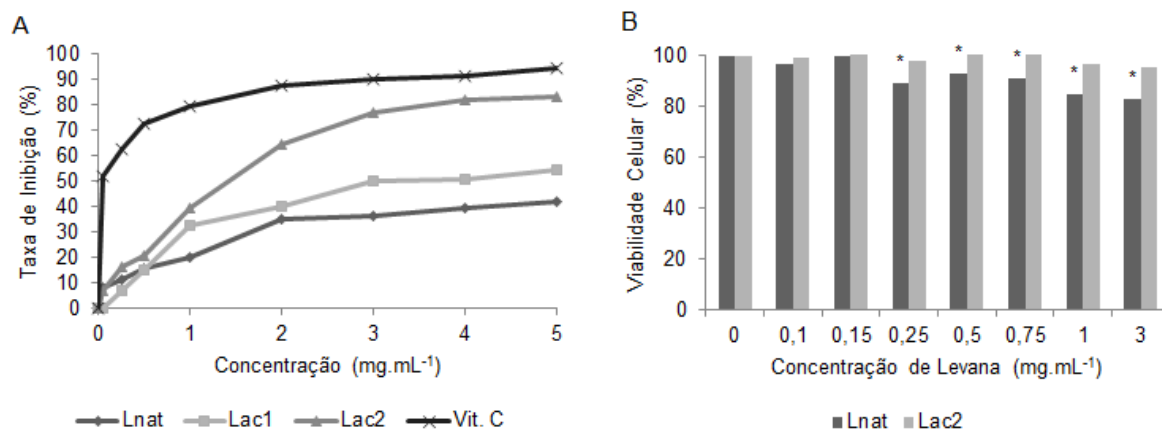 A
Taxa de Inibição (%)
100
90
80
70
60
50
40
30
20
10
0
0 1 2 3 4 5
Concentração (mg.mL-1)
Lnat Lac1 Lac2 Vit. C
B
Viabilidade Celular (%)
100
80
60
40
20
0
* * * * *
0 0,1 0,15 0,25 0,5 0,75 1 3
Concentração de Levana (mg.mL-1)
Lnat Lac2